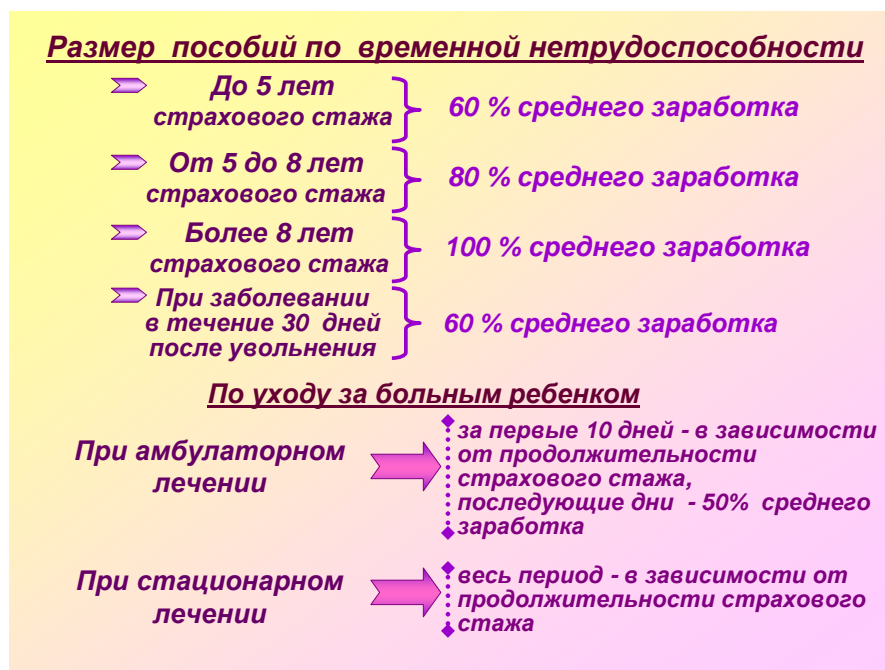 Размер пособий по временной нетрудоспособности
До 5 лет
страхового стажа
60 % среднего заработка
От 5 до 8 лет
страхового стажа
80 % среднего заработка
Более 8 лет
страхового стажа
100 % среднего заработка
При заболевании
в течение 30 дней
после увольнения
60 % среднего заработка
По уходу за больным ребенком
При амбулаторном
лечении
за первые 10 дней - в зависимости
от продолжительности
страхового стажа,
последующие дни - 50% среднего
заработка
При стационарном
лечении
весь период - в зависимости от
продолжительности страхового
стажа